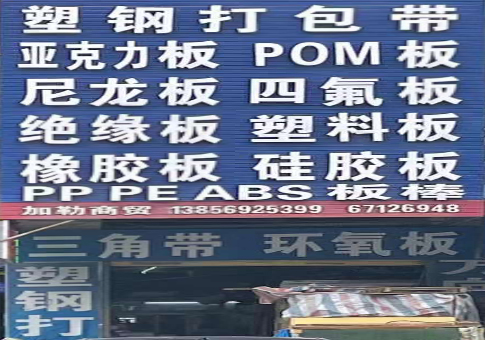 塑钢打包带
亚克力板 POM板
尼龙板 四氟板
绝缘板 塑料板
橡胶板 硅胶板
PP PE ABS 板棒
加勒商贸 13856925399 67126948
三角带 环氧板
塑
钢
打